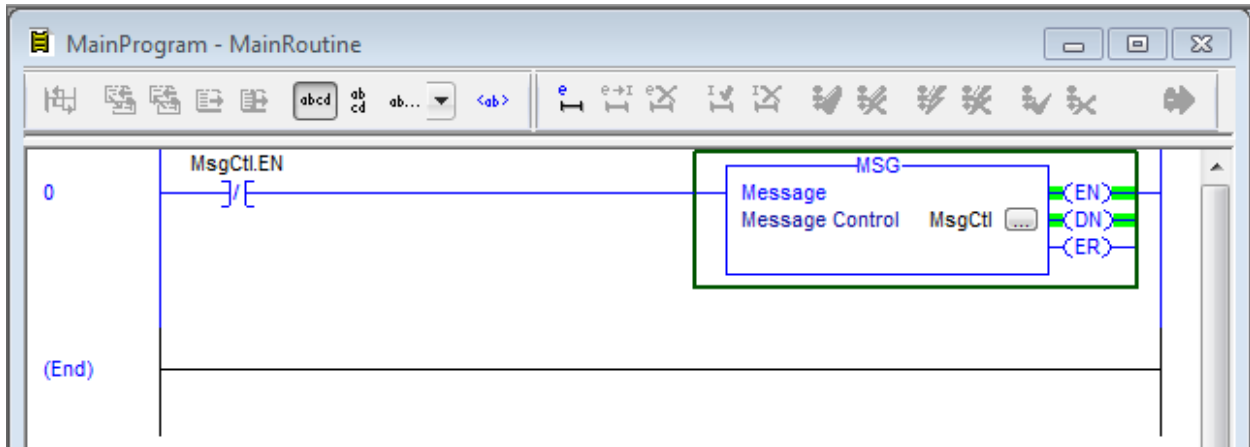 MainProgram - MainRoutine
abcd ab cd ab... <ab> e e→I e I I
MsgCtl.EN
MSG
0
Message (EN)
Message Control MsgCtl ... (DN)
(ER)
(End)